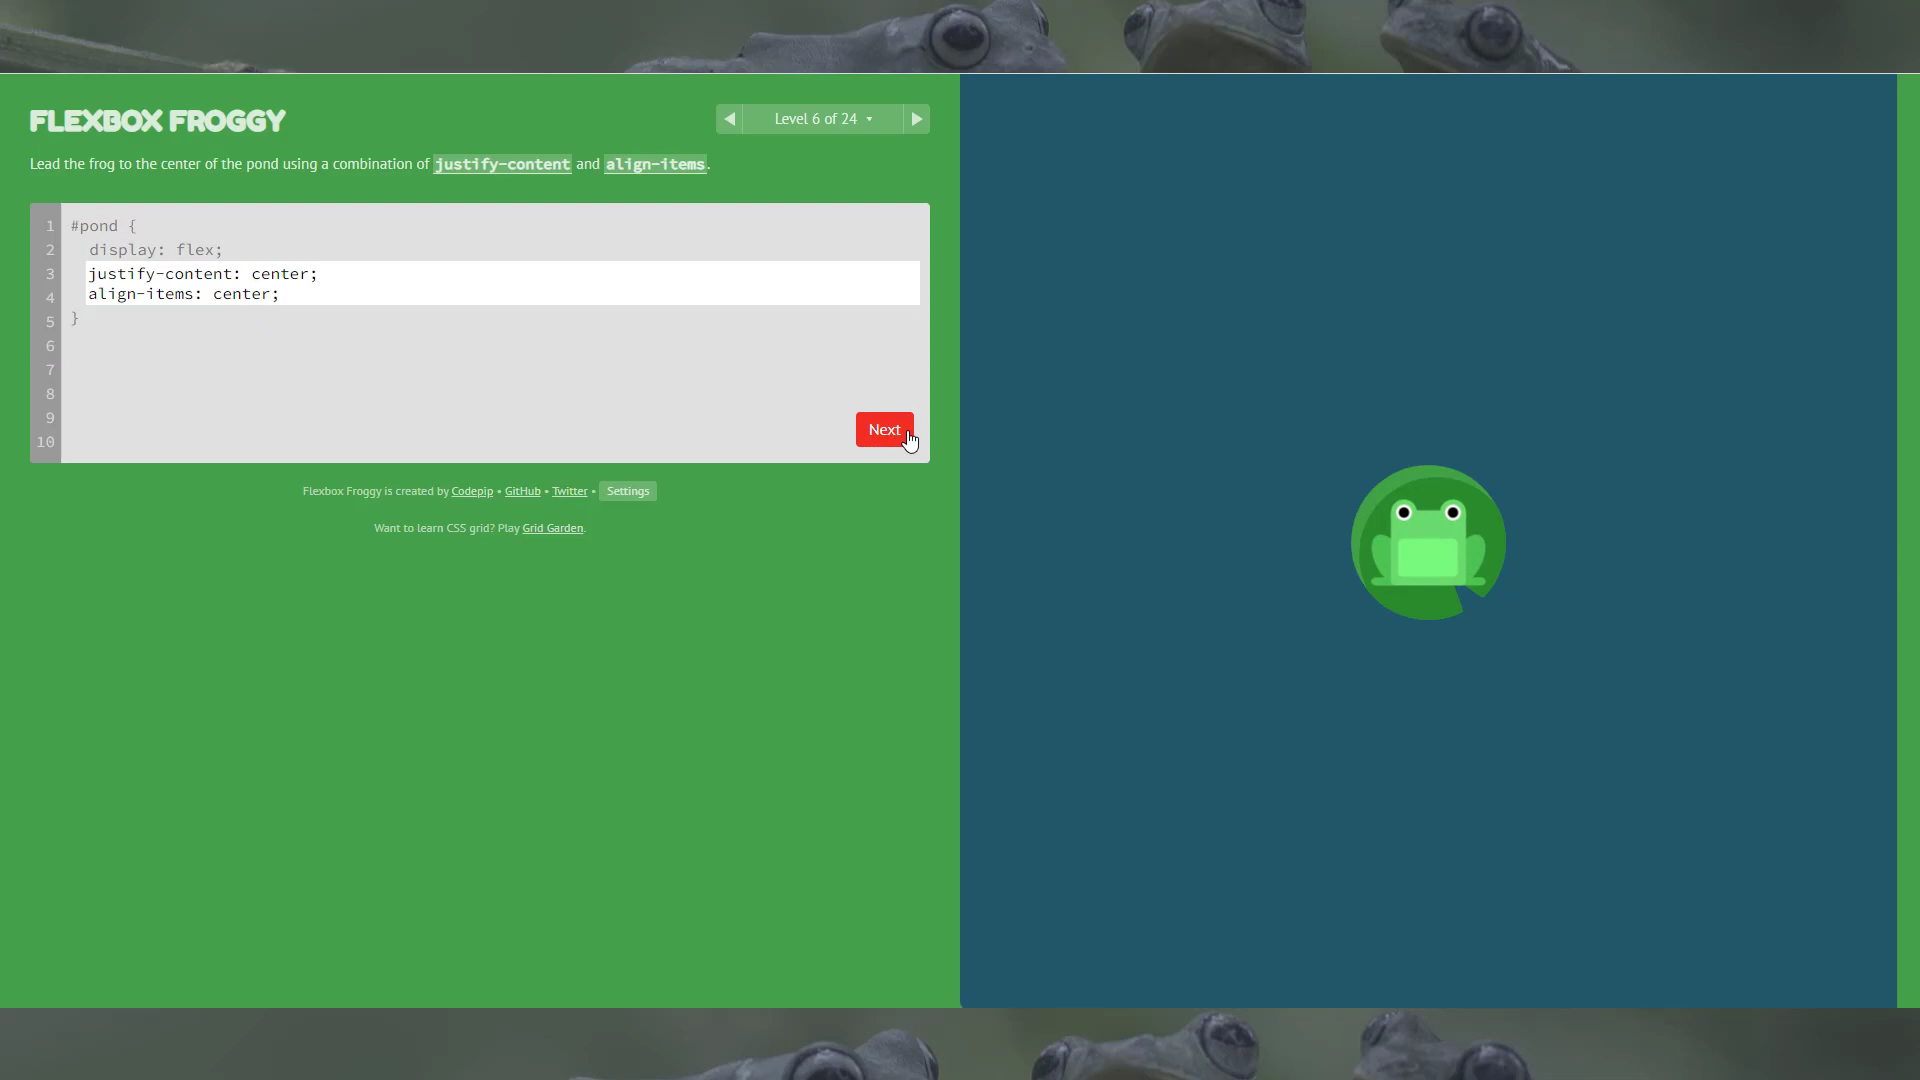 FLEXBOX FROGGY
◀ Level 6 of 24 ▾ ▶
Lead the frog to the center of the pond using a combination of justify-content and align-items.
1 #pond {
2 display: flex;
3 justify-content: center;
4 align-items: center;
5 }
6
7
8
9
10
Next
Flexbox Froggy is created by Codepip • GitHub • Twitter • Settings
Want to learn CSS grid? Play Grid Garden.